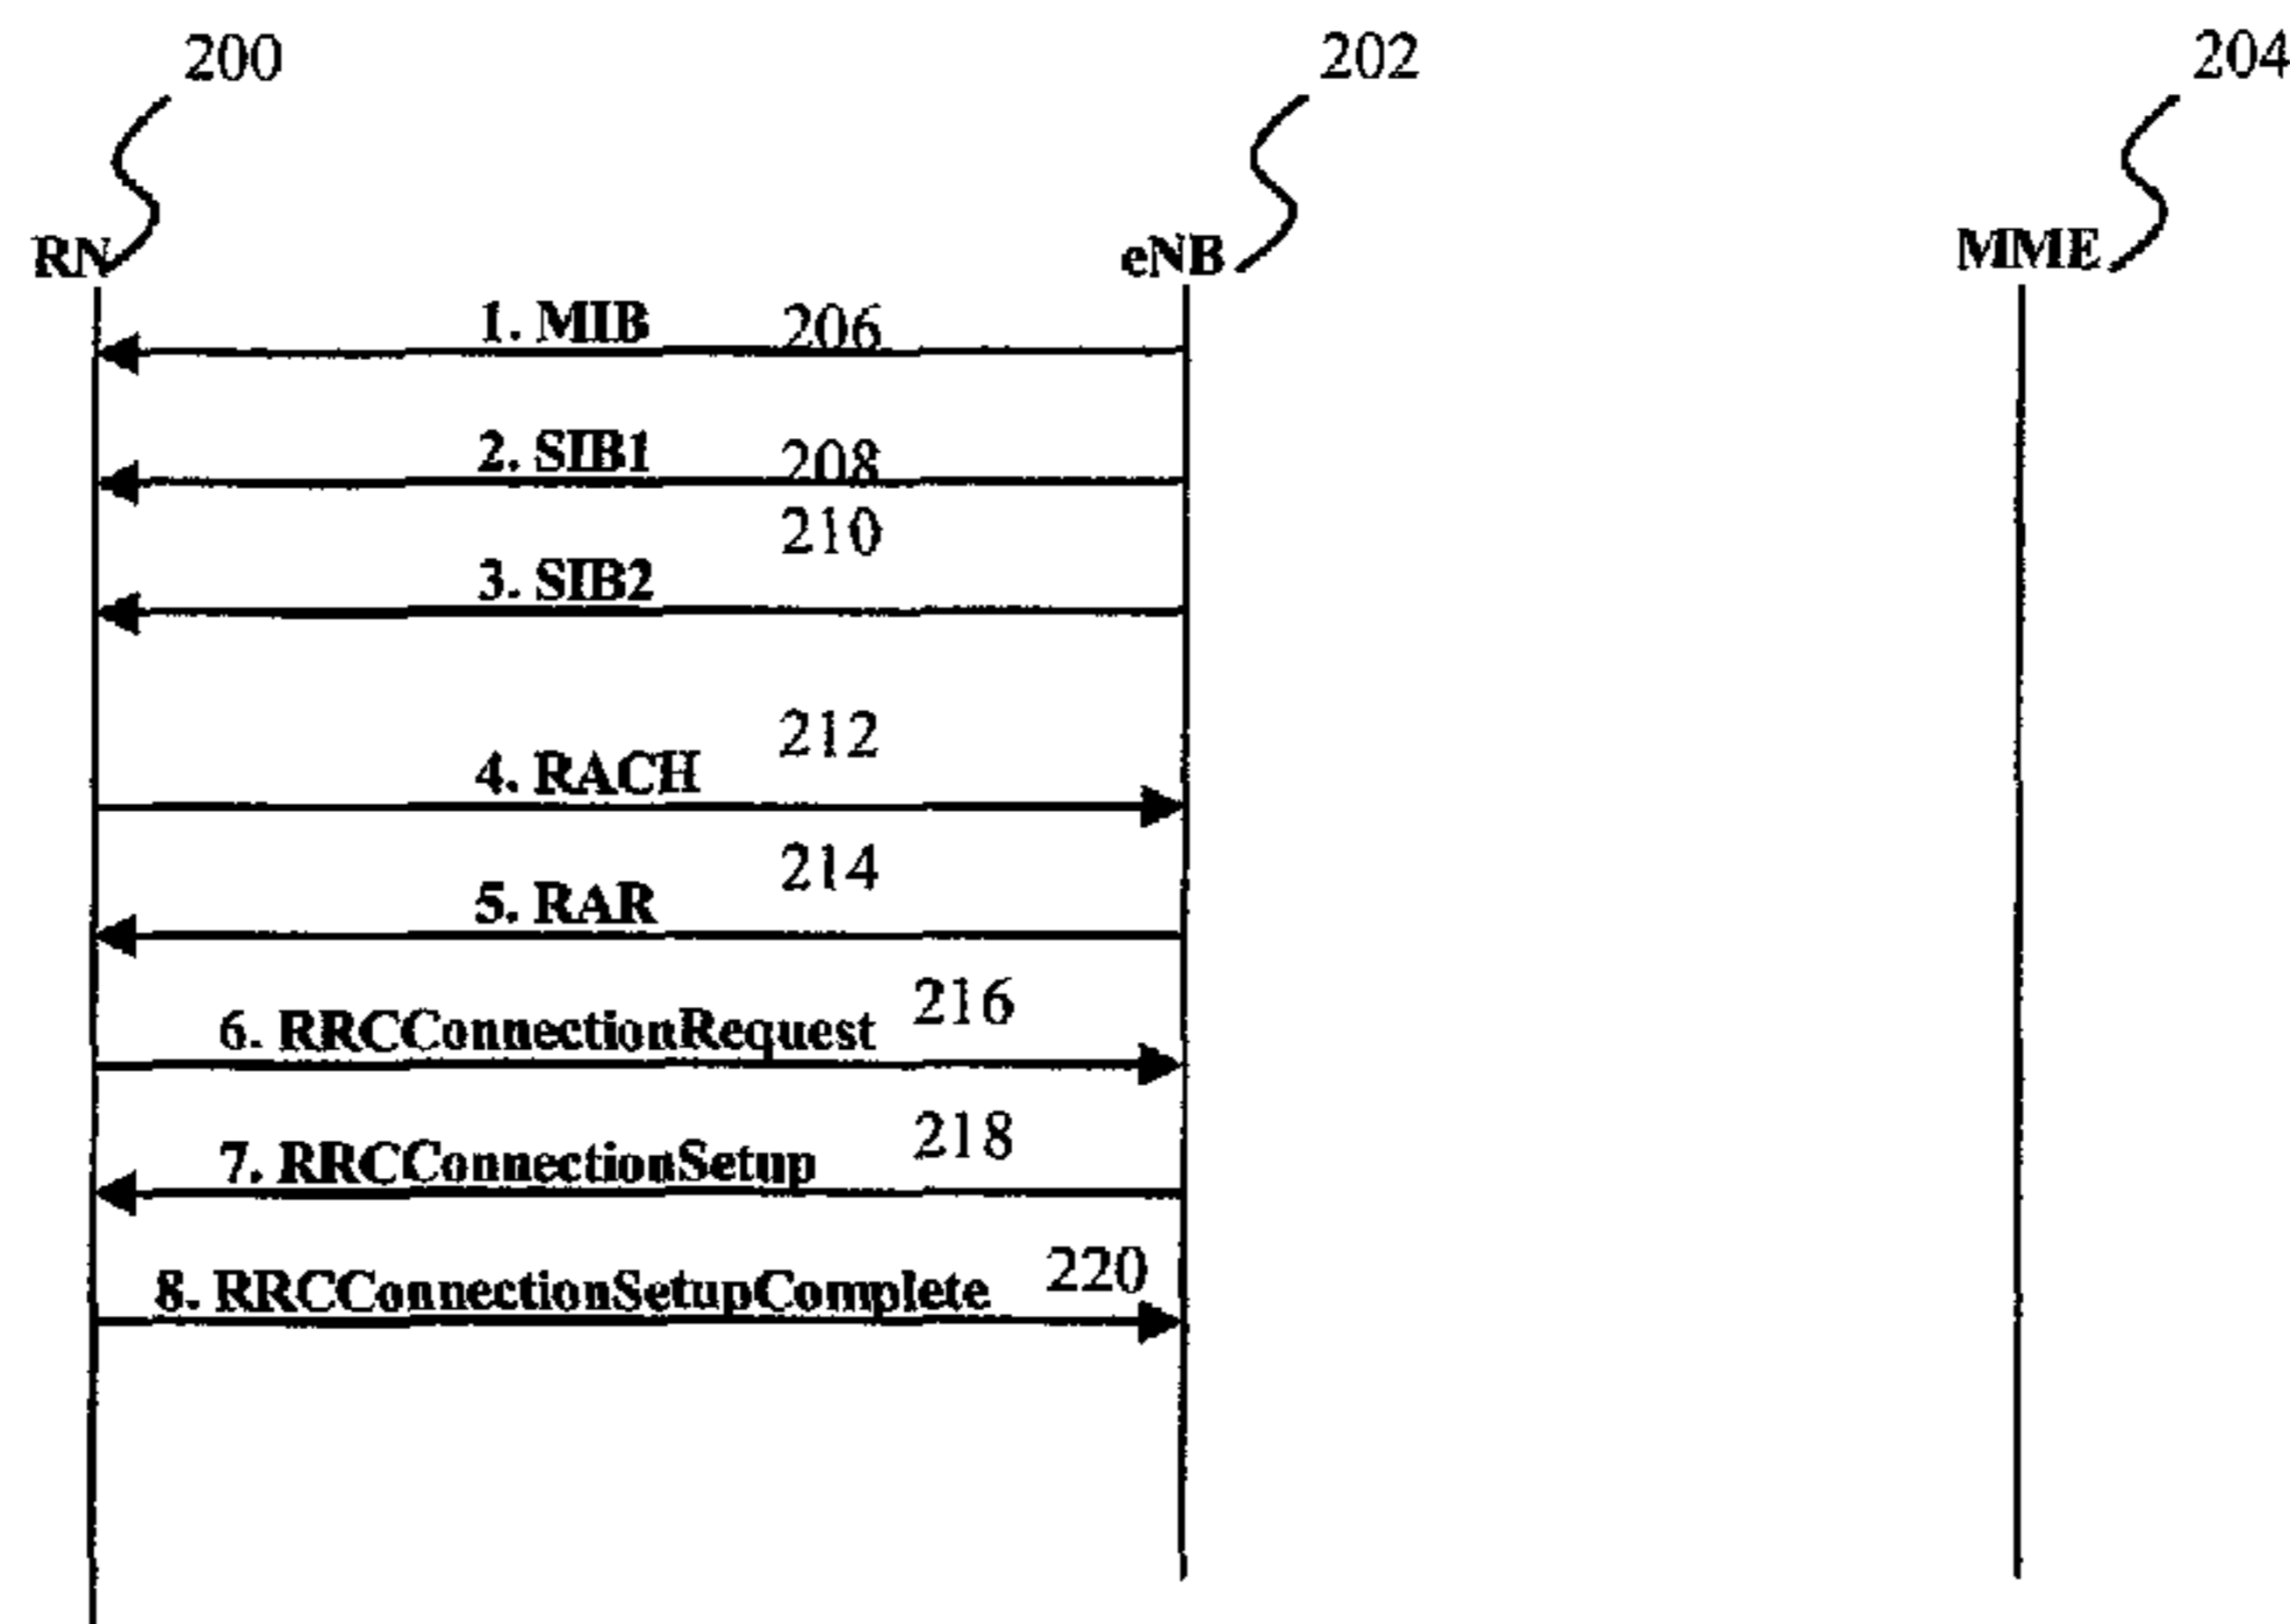 200 202 204
RN eNB MME
1. MIB 206
2. SIB1 208
210
3. SIB2
212
4. RACH
214
5. RAR
216
6. RRCConnectionRequest
218
7. RRCConnectionSetup
220
8. RRCConnectionSetupComplete